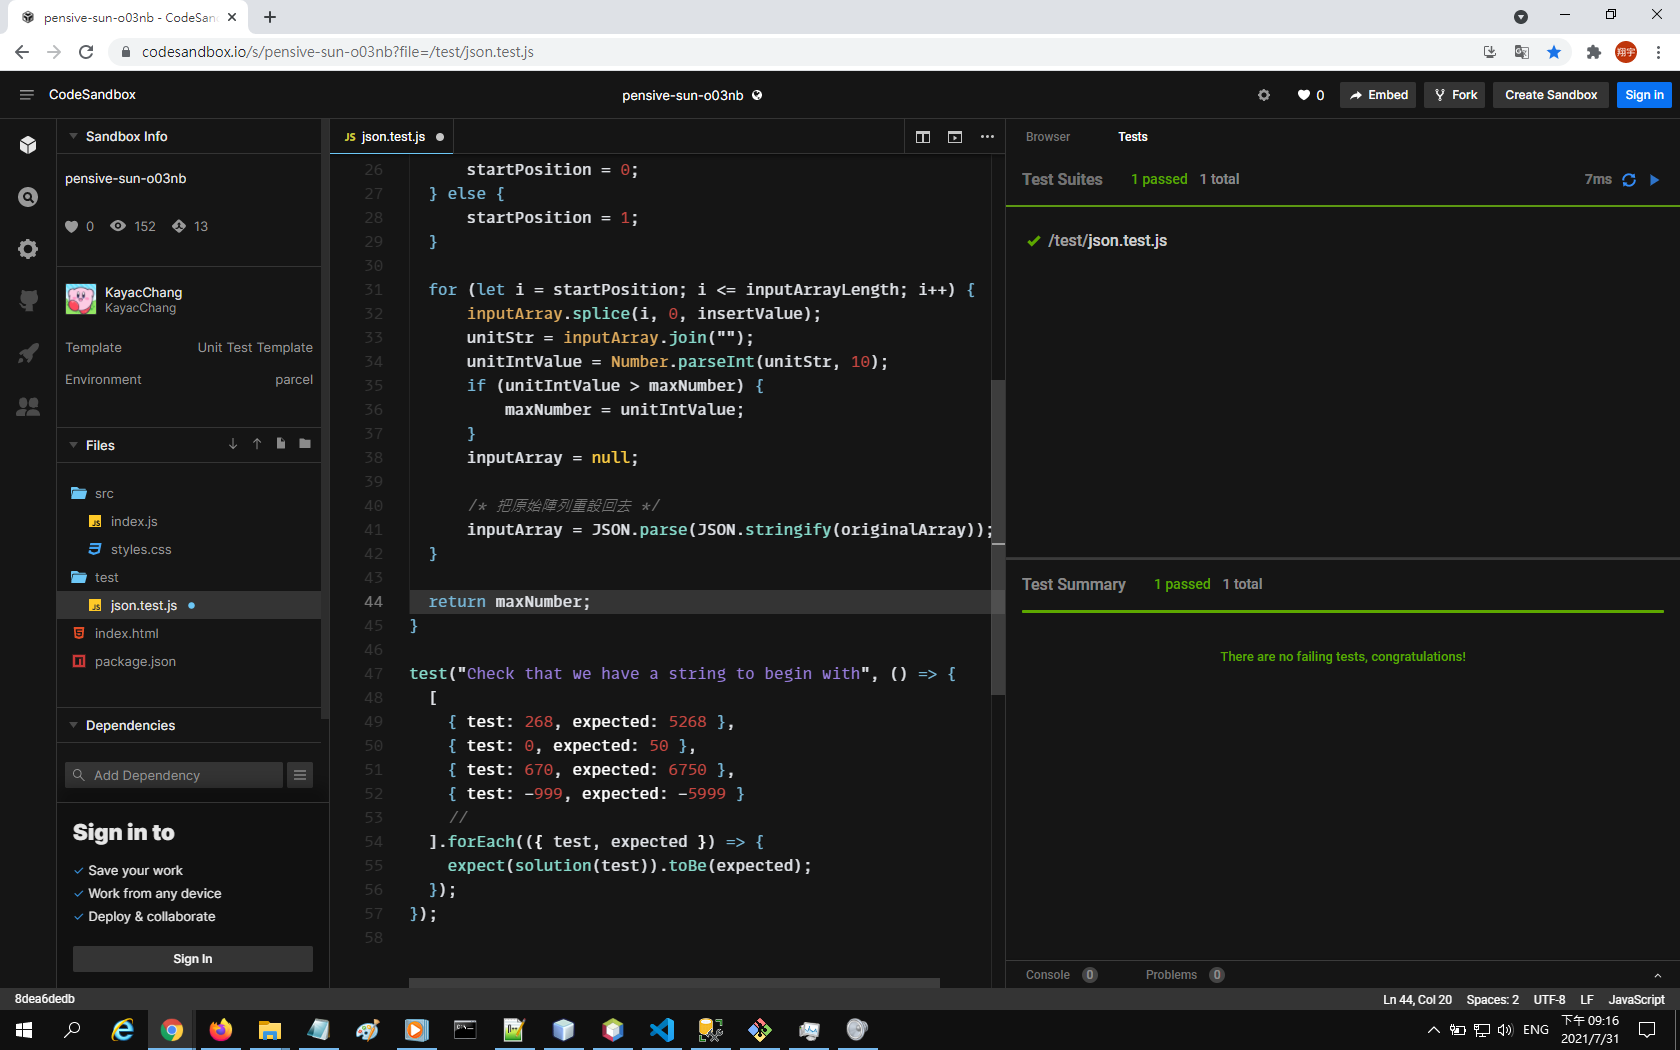 pensive-sun-o03nb - CodeSan
codesandbox.io/s/pensive-sun-o03nb?file=/test/json.test.js
翔宇
CodeSandbox
pensive-sun-o03nb
0
Embed
Fork
Create Sandbox
Sign in
Sandbox Info
pensive-sun-o03nb
0 152 13
KayacChang
KayacChang
Template Unit Test Template
Environment parcel
Files
src
JS index.js
styles.css
test
JS json.test.js
index.html
package.json
Dependencies
Add Dependency
Sign in to
Save your work
Work from any device
Deploy & collaborate
Sign In
JS json.test.js
26 startPosition = 0;
27 } else {
28 startPosition = 1;
29 }
30
31 for (let i = startPosition; i <= inputArrayLength; i++) {
32 inputArray.splice(i, 0, insertValue);
33 unitStr = inputArray.join("");
34 unitIntValue = Number.parseInt(unitStr, 10);
35 if (unitIntValue > maxNumber) {
36 maxNumber = unitIntValue;
37 }
38 inputArray = null;
39
40 /* 把原始陣列重設回去 */
41 inputArray = JSON.parse(JSON.stringify(originalArray));
42 }
43
44 return maxNumber;
45 }
46
47 test("Check that we have a string to begin with", () => {
48 [
49 { test: 268, expected: 5268 },
50 { test: 0, expected: 50 },
51 { test: 670, expected: 6750 },
52 { test: -999, expected: -5999 }
53 //
54 ].forEach(({ test, expected }) => {
55 expect(solution(test)).toBe(expected);
56 });
57 });
58
Browser Tests
Test Suites 1 passed 1 total 7ms
/test/json.test.js
Test Summary 1 passed 1 total
There are no failing tests, congratulations!
Console 0 Problems 0
8dea6dedb
Ln 44, Col 20 Spaces: 2 UTF-8 LF JavaScript
ENG
下午 09:16
2021/7/31